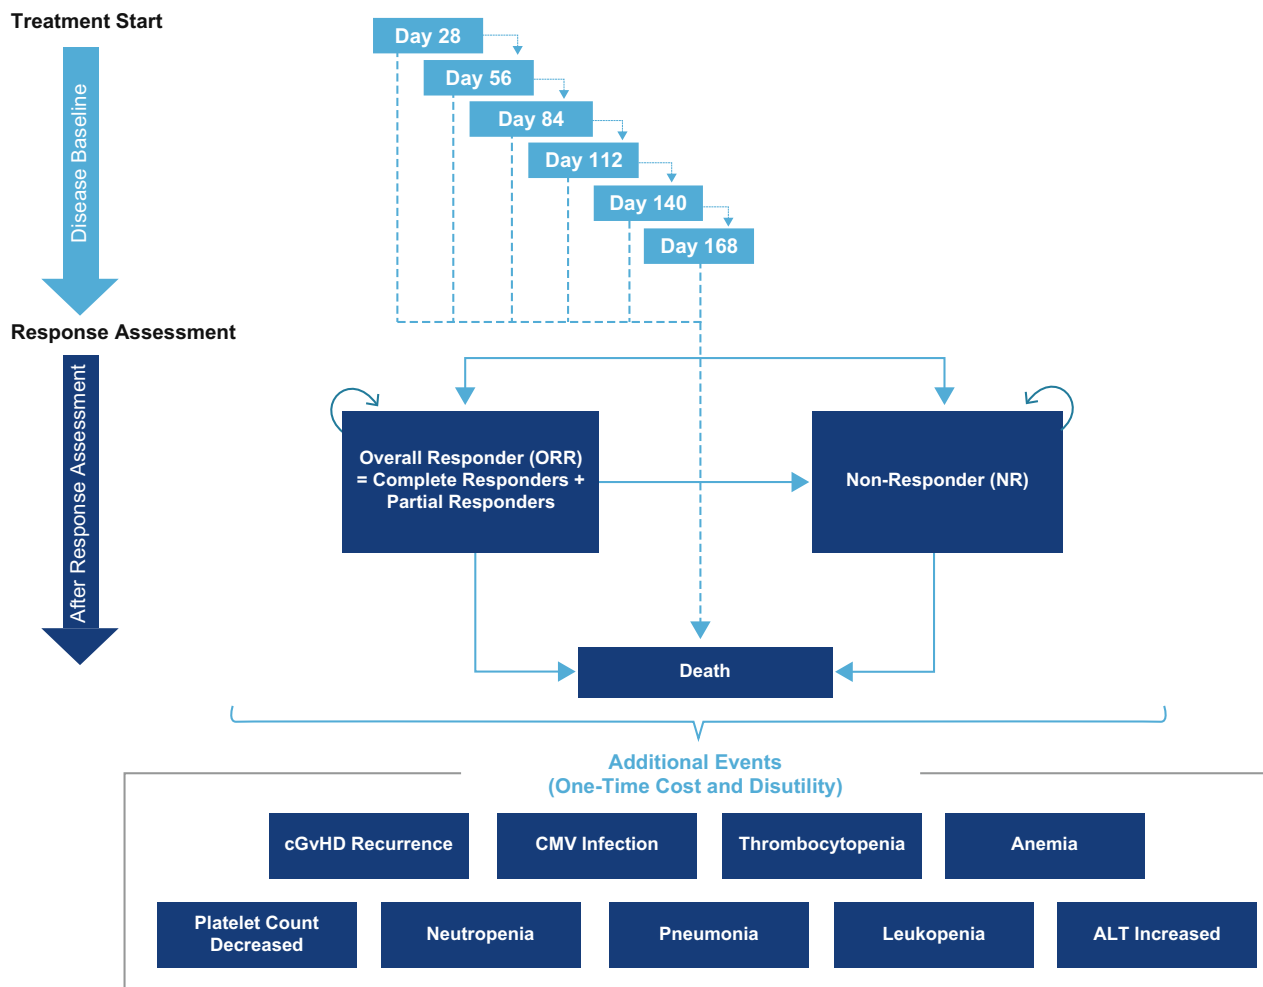 Treatment Start
Disease Baseline
Day 28
Day 56
Day 84
Day 112
Day 140
Day 168
Response Assessment
After Response Assessment
Overall Responder (ORR)
= Complete Responders +
Partial Responders
Non-Responder (NR)
Death
Additional Events
(One-Time Cost and Disutility)
cGvHD Recurrence
CMV Infection
Thrombocytopenia
Anemia
Platelet Count
Decreased
Neutropenia
Pneumonia
Leukopenia
ALT Increased